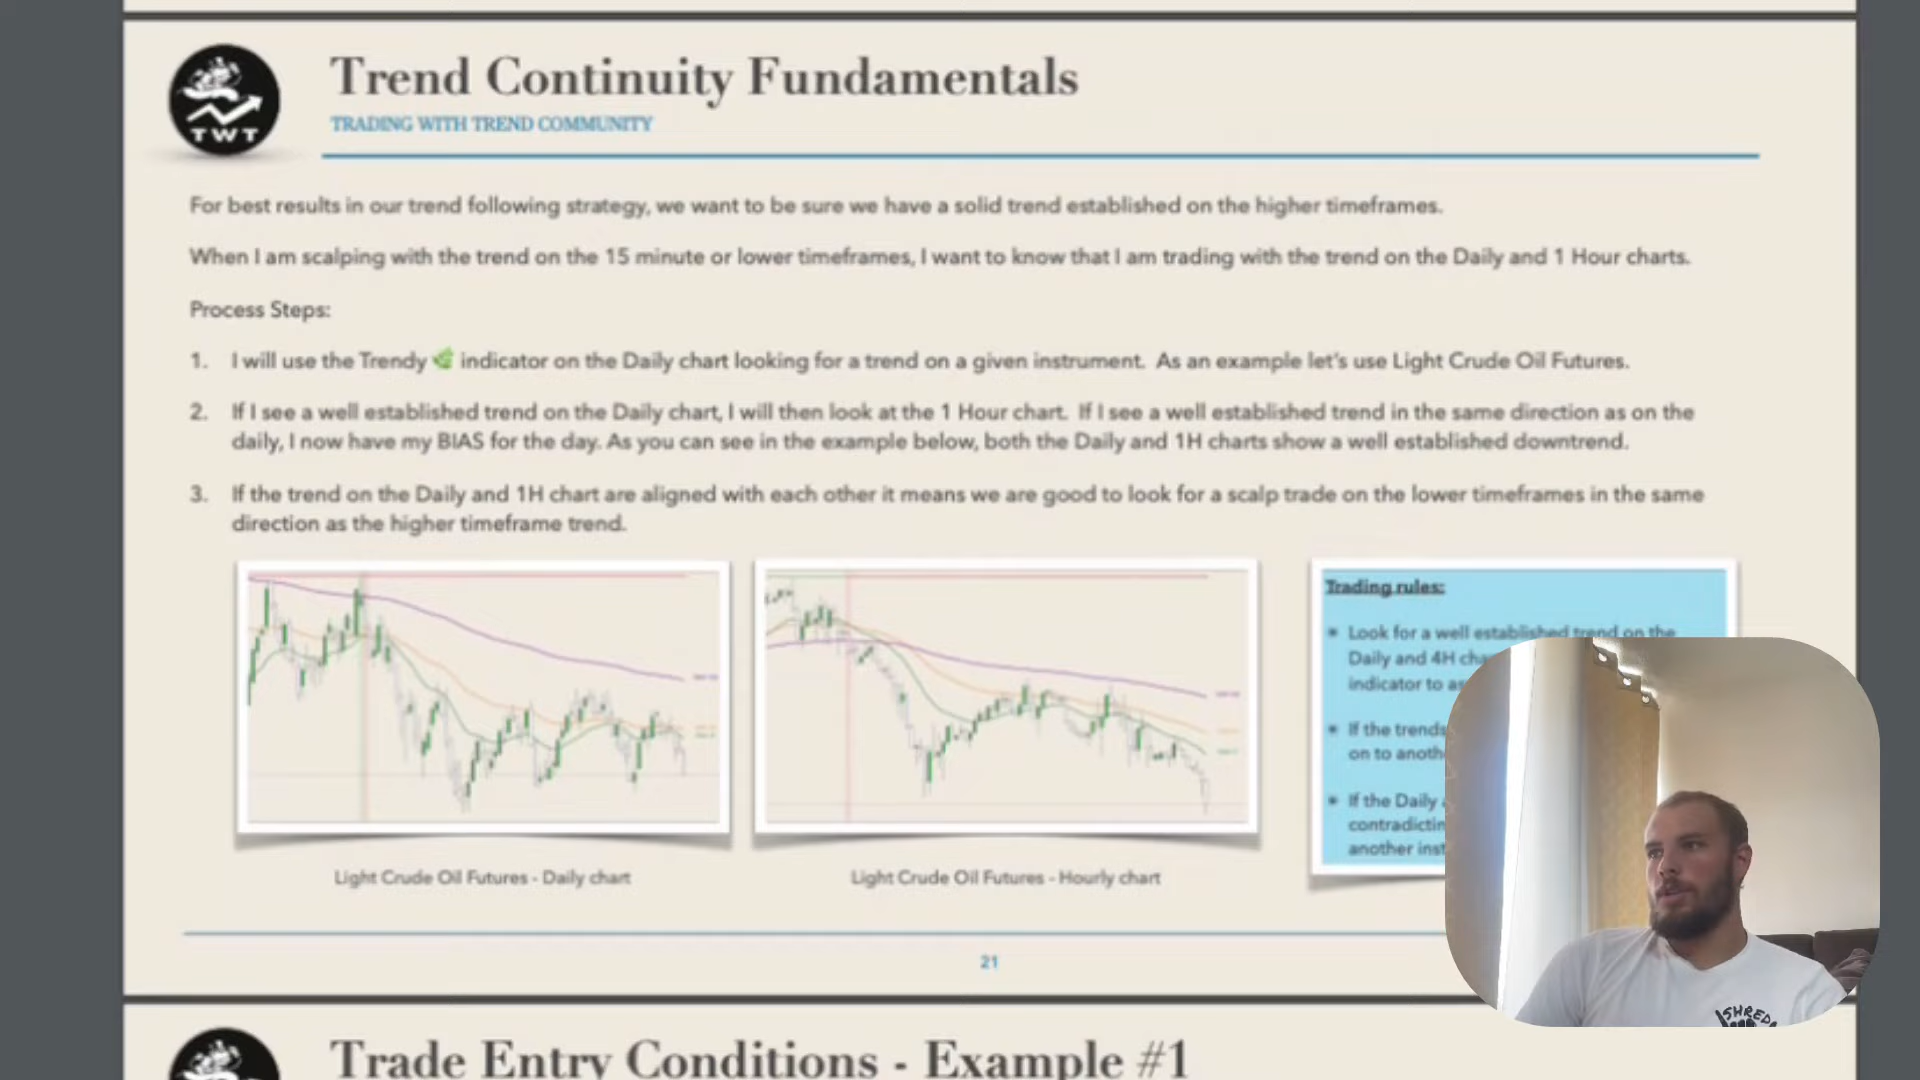 TWT
Trend Continuity Fundamentals
TRADING WITH TREND COMMUNITY
For best results in our trend following strategy, we want to be sure we have a solid trend established on the higher timeframes.
When I am scalping with the trend on the 15 minute or lower timeframes, I want to know that I am trading with the trend on the Daily and 1 Hour charts.
Process Steps:
1. I will use the Trendy indicator on the Daily chart looking for a trend on a given instrument. As an example let's use Light Crude Oil Futures.
2. If I see a well established trend on the Daily chart, I will then look at the 1 Hour chart. If I see a well established trend in the same direction as on the
daily, I now have my BIAS for the day. As you can see in the example below, both the Daily and 1H charts show a well established downtrend.
3. If the trend on the Daily and 1H chart are aligned with each other it means we are good to look for a scalp trade on the lower timeframes in the same
direction as the higher timeframe trend.
Trading rules:
Look for a well established trend on the
Daily and 4H
indicator to
If the trends
on to
If the Daily
another
Light Crude Oil Futures - Daily chart
Light Crude Oil Futures - Hourly chart
21
SHRED
Trade Entry Conditions - Example #1